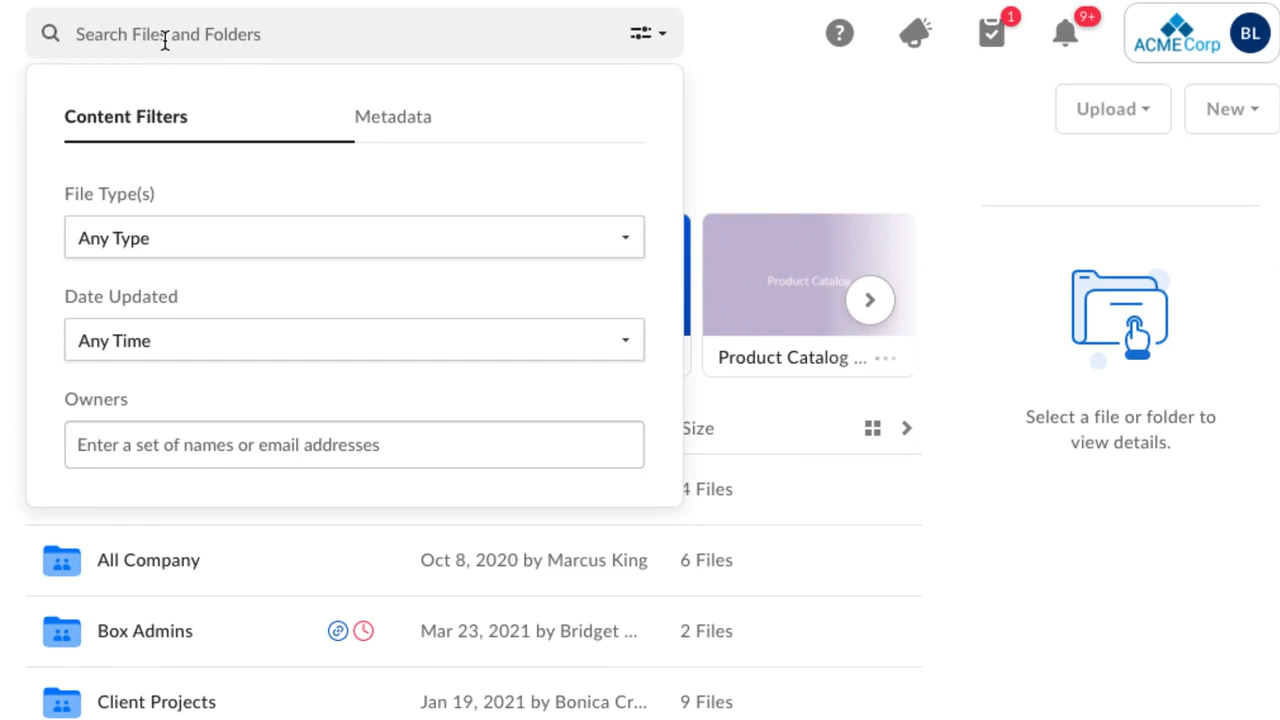 Search Files and Folders
?
1
9+
ACME Corp
BL
Content Filters
Metadata
Upload
New
File Type(s)
Any Type
Date Updated
Any Time
Product Catalog
Product Catalog ...
Owners
Enter a set of names or email addresses
Select a file or folder to
view details.
Size
4 Files
All Company
Oct 8, 2020 by Marcus King
6 Files
Box Admins
Mar 23, 2021 by Bridget ...
2 Files
Client Projects
Jan 19, 2021 by Bonica Cr...
9 Files